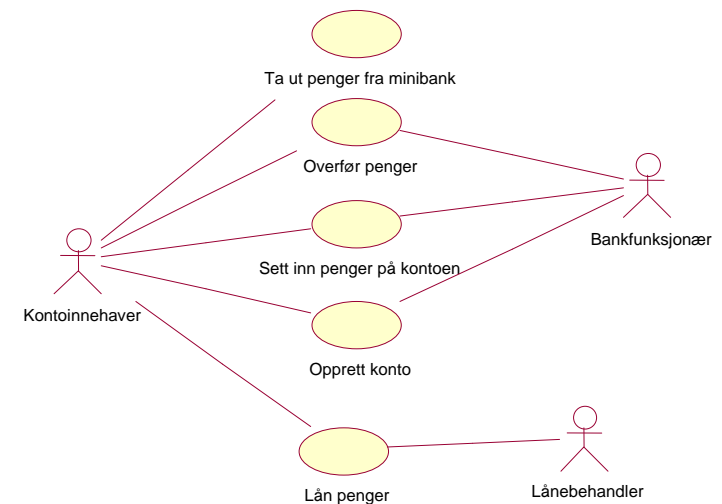 Ta ut penger fra minibank
Overfør penger
Bankfunksjonær
Sett inn penger på kontoen
Kontoinnehaver
Opprett konto
Lån penger
Lånebehandler